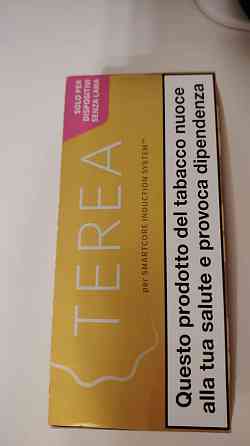 SOLO PER
DISPOSITIVI
SENZA LAMA
TEREA
per SMARTCORE INDUCTION SYSTEM™
Questo prodotto del tabacco nuoce
alla tua salute e provoca dipendenza